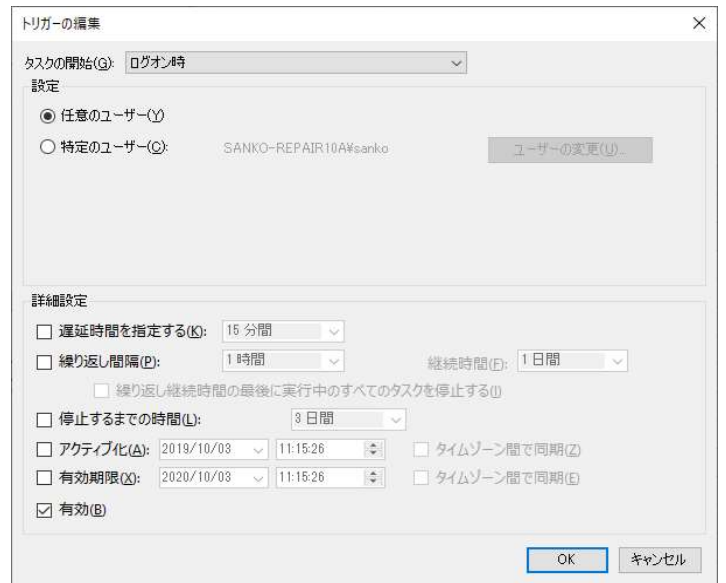 トリガーの編集
タスクの開始(G): ログオン時
設定
任意のユーザー(Y)
特定のユーザー(C): SANKO-REPAIR10A¥sanko ユーザーの変更(U)...
詳細設定
遅延時間を指定する(K): 15 分間
繰り返し間隔(P): 1 時間 継続時間(F): 1 日間
繰り返し継続時間の最後に実行中のすべてのタスクを停止する(I)
停止するまでの時間(L): 3 日間
アクティブ化(A): 2019/10/03 11:15:26 タイムゾーン間で同期(Z)
有効期限(X): 2020/10/03 11:15:26 タイムゾーン間で同期(E)
有効(B)
OK キャンセル